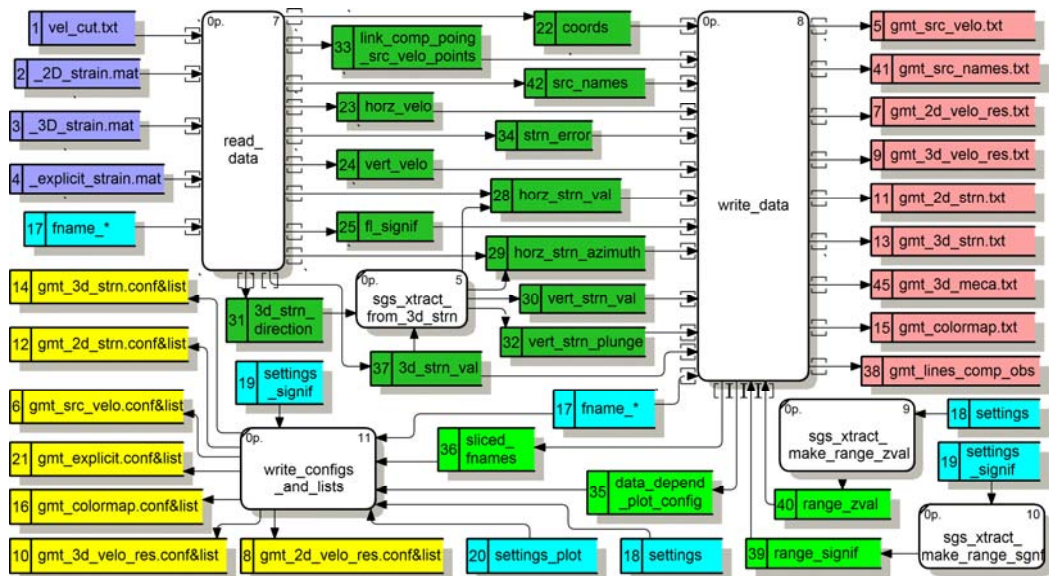 0p. 7
read_
data
0p. 8
write_data
1 vel_cut.txt
2 _2D_strain.mat
3 _3D_strain.mat
4 _explicit_strain.mat
17 fname_*
33 link_comp_poing
_src_velo_points
23 horz_velo
24 vert_velo
25 fl_signif
22 coords
42 src_names
34 strn_error
28 horz_strn_val
29 horz_strn_azimuth
30 vert_strn_val
32 vert_strn_plunge
5 gmt_src_velo.txt
41 gmt_src_names.txt
7 gmt_2d_velo_res.txt
9 gmt_3d_velo_res.txt
11 gmt_2d_strn.txt
13 gmt_3d_strn.txt
45 gmt_3d_meca.txt
15 gmt_colormap.txt
38 gmt_lines_comp_obs
14 gmt_3d_strn.conf&list
12 gmt_2d_strn.conf&list
6 gmt_src_velo.conf&list
21 gmt_explicit.conf&list
16 gmt_colormap.conf&list
10 gmt_3d_velo_res.conf&list
8 gmt_2d_velo_res.conf&list
31 3d_strn_
direction
0p. 5
sgs_xtract_
from_3d_strn
37 3d_strn_val
19 settings
_signif
0p. 11
write_configs
_and_lists
17 fname_*
36 sliced_
fnames
35 data_depend
_plot_config
20 settings_plot
18 settings
0p. 9
sgs_xtract_
make_range_zval
18 settings
19 settings
_signif
40 range_zval
39 range_signif
0p. 10
sgs_xtract_
make_range_sgnf